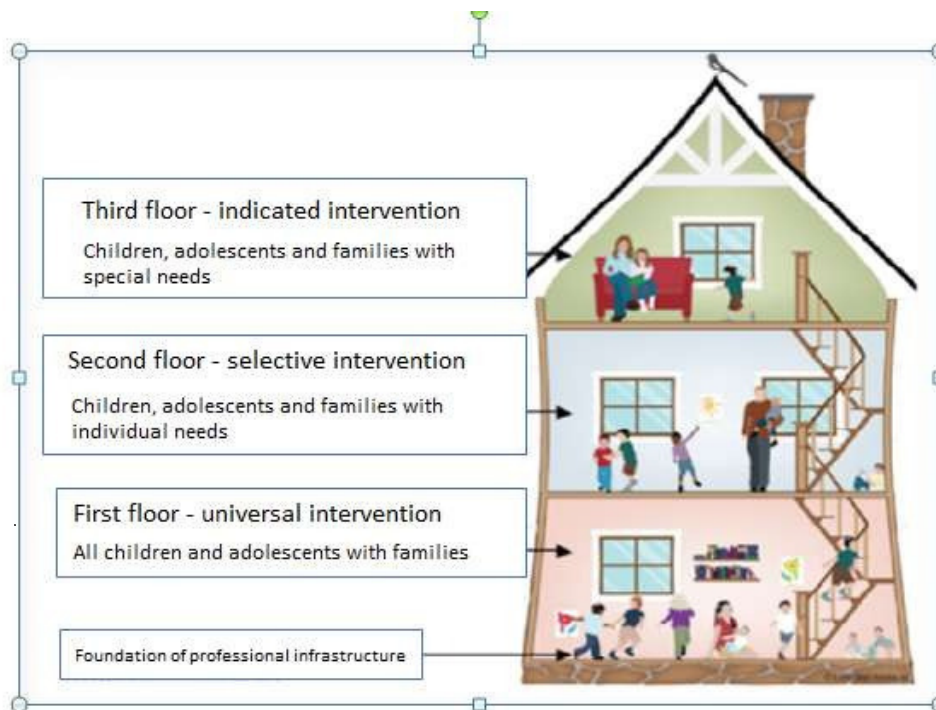 Third floor - indicated intervention
Children, adolescents and families with
special needs
Second floor - selective intervention
Children, adolescents and families with
individual needs
First floor - universal intervention
All children and adolescents with families
Foundation of professional infrastructure